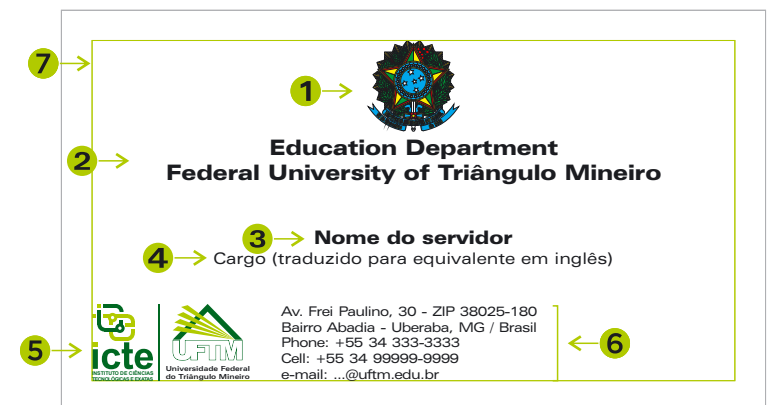 7
1
2
Education Department
Federal University of Triângulo Mineiro
3
Nome do servidor
4
Cargo (traduzido para equivalente em inglês)
5
icte
INSTITUTO DE CIÊNCIAS
TECNOLÓGICAS E EXATAS
UFTM
Universidade Federal
do Triângulo Mineiro
Av. Frei Paulino, 30 - ZIP 38025-180
Bairro Abadia - Uberaba, MG / Brasil
Phone: +55 34 333-3333
Cell: +55 34 99999-9999
e-mail: ...@uftm.edu.br
6